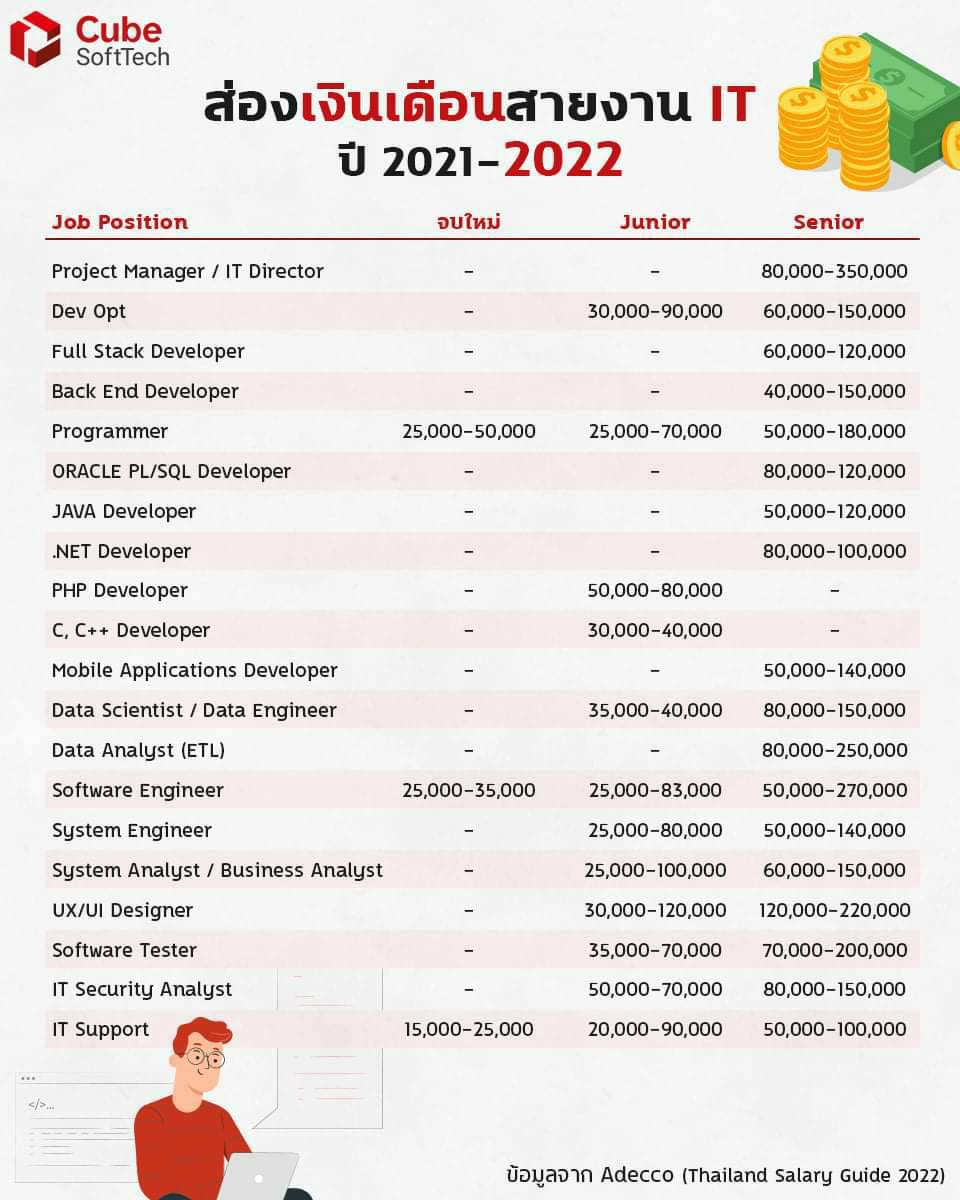 Cube
SoftTech
ส่องเงินเดือนสายงาน IT
ปี 2021-2022
Job Position จบใหม่ Junior Senior
Project Manager / IT Director - - 80,000-350,000
Dev Opt - 30,000-90,000 60,000-150,000
Full Stack Developer - - 60,000-120,000
Back End Developer - - 40,000-150,000
Programmer 25,000-50,000 25,000-70,000 50,000-180,000
ORACLE PL/SQL Developer - - 80,000-120,000
JAVA Developer - - 50,000-120,000
.NET Developer - - 80,000-100,000
PHP Developer - 50,000-80,000 -
C, C++ Developer - 30,000-40,000 -
Mobile Applications Developer - - 50,000-140,000
Data Scientist / Data Engineer - 35,000-40,000 80,000-150,000
Data Analyst (ETL) - - 80,000-250,000
Software Engineer 25,000-35,000 25,000-83,000 50,000-270,000
System Engineer - 25,000-80,000 50,000-140,000
System Analyst / Business Analyst - 25,000-100,000 60,000-150,000
UX/UI Designer - 30,000-120,000 120,000-220,000
Software Tester - 35,000-70,000 70,000-200,000
IT Security Analyst - 50,000-70,000 80,000-150,000
IT Support 15,000-25,000 20,000-90,000 50,000-100,000
</>...
ข้อมูลจาก Adecco (Thailand Salary Guide 2022)